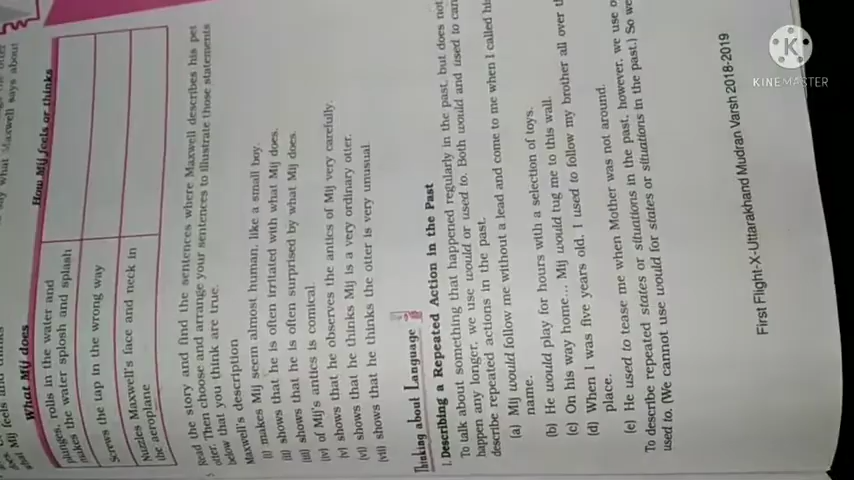 say what Maxwell says about
What Mij does
How Mij feels or thinks
plunges, rolls in the water and
makes the water splosh and splash
Screws the tap in the wrong way
Nuzzles Maxwell's face and neck in
the aeroplane
Read the story and find the sentences where Maxwell describes his pet
otter. Then choose and arrange your sentences to illustrate those statements
below that you think are true.
Maxwell's description
(i) makes Mij seem almost human, like a small boy.
(ii) shows that he is often irritated with what Mij does.
(iii) shows that he is often surprised by what Mij does.
(iv) of Mij's antics is comical.
(v) shows that he observes the antics of Mij very carefully.
(vi) shows that he thinks Mij is a very ordinary otter.
(vii) shows that he thinks the otter is very unusual.
Thinking about Language
I. Describing a Repeated Action in the Past
To talk about something that happened regularly in the past, but does not
happen any longer, we use would or used to. Both would and used to can
describe repeated actions in the past.
(a) Mij would follow me without a lead and come to me when I called his
name.
(b) He would play for hours with a selection of toys.
(c) On his way home... Mij would tug me to this wall.
(d) When I was five years old, I used to follow my brother all over
place.
(e) He used to tease me when Mother was not around.
To describe repeated states or situations in the past, however, we use
used to. (We cannot use would for states or situations in the past.) So we
First Flight-X-Uttarakhand Mudran Varsh 2018-2019
K
KINEMASTER